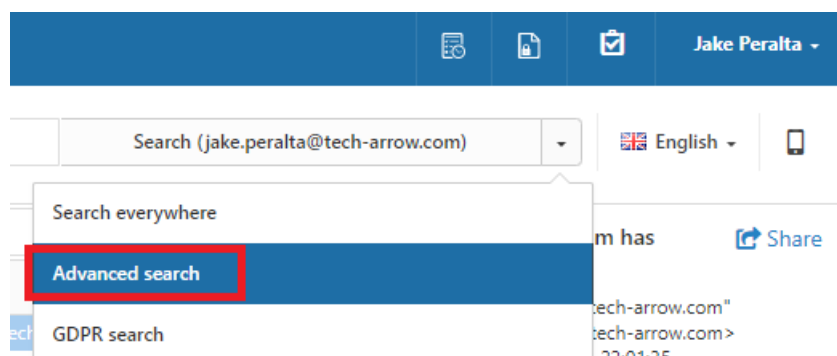 Jake Peralta
Search (jake.peralta@tech-arrow.com)
English
Search everywhere
m has
Share
Advanced search
tech-arrow.com"
tech-arrow.com>
GDPR search